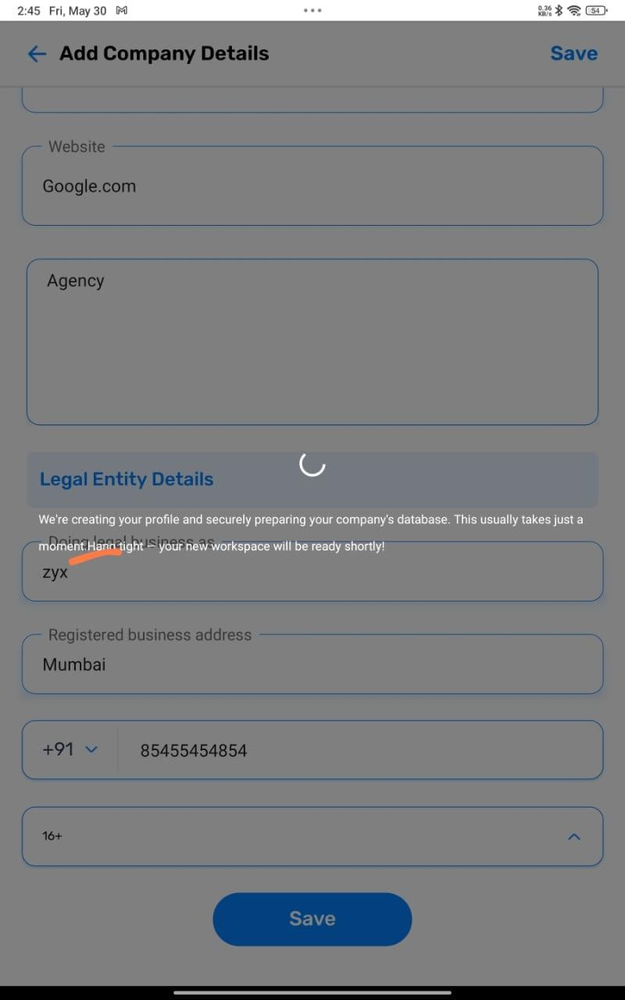 2:45 Fri, May 30
0.36
KB/s
54
Add Company Details
Save
Website
Google.com
Agency
Legal Entity Details
We're creating your profile and securely preparing your company's database. This usually takes just a
Doing legal business as
moment.Hang tight – your new workspace will be ready shortly!
zyx
Registered business address
Mumbai
+91
85455454854
16+
Save